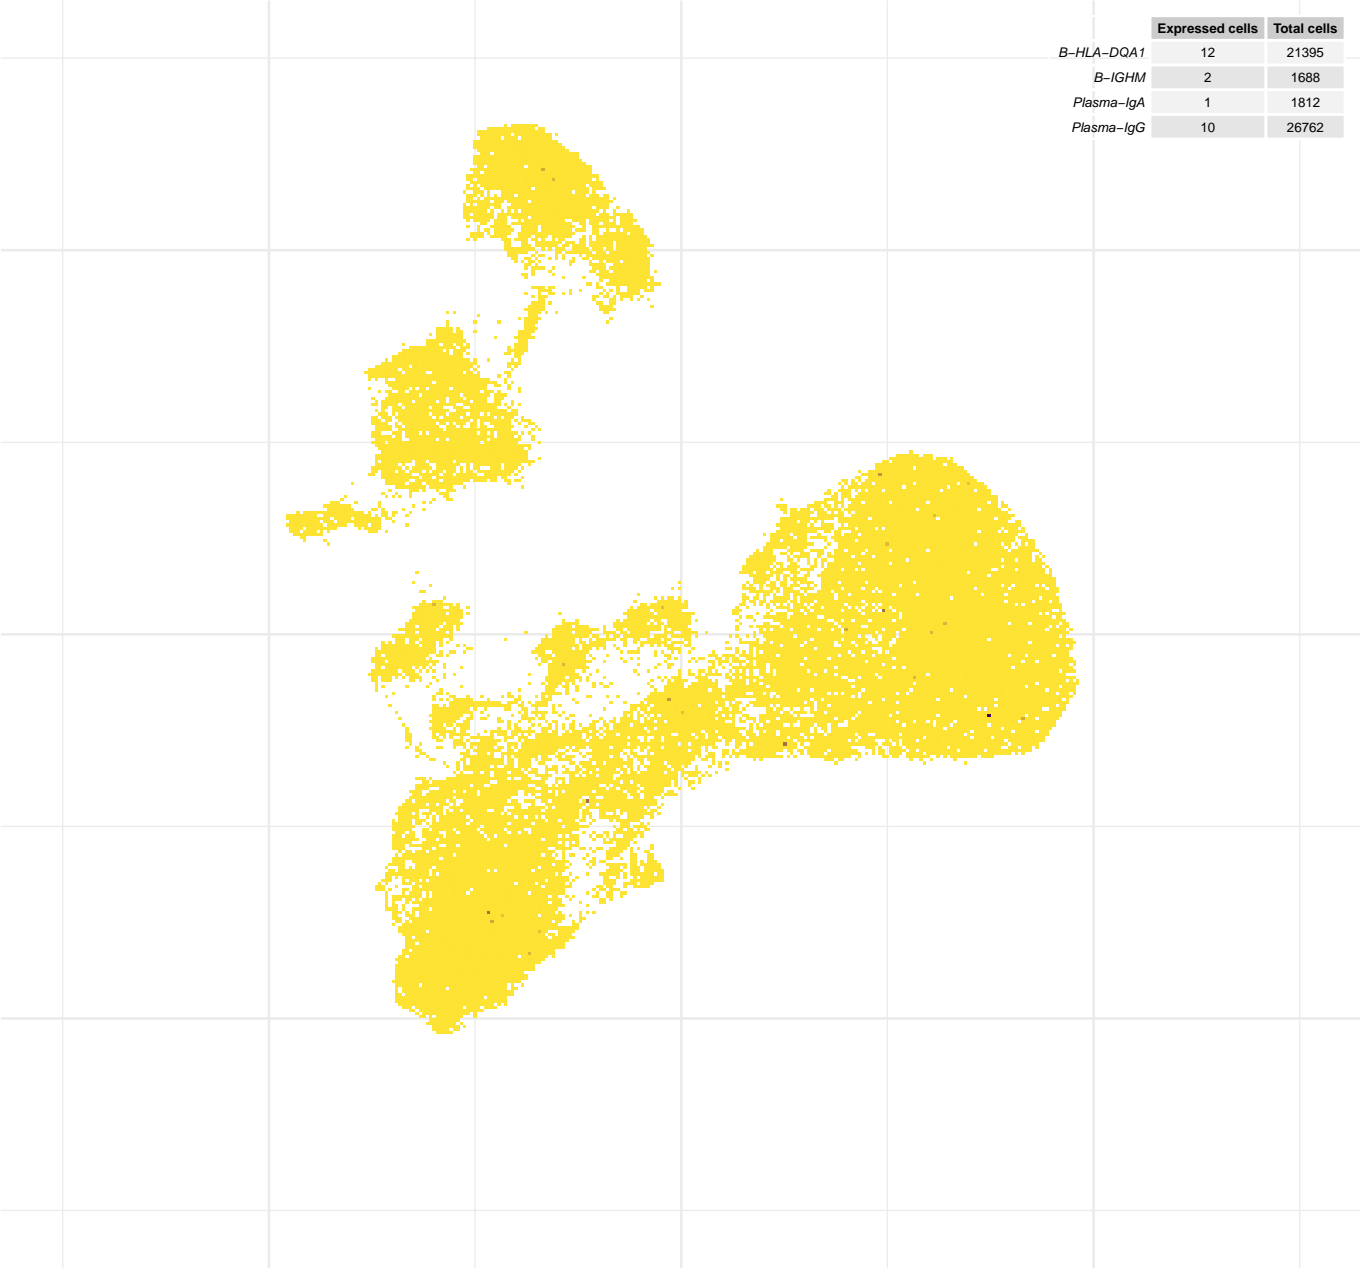 Expressed cells Total cells
B−HLA−DQA1 12 21395
B−IGHM 2 1688
Plasma−IgA 1 1812
Plasma−IgG 10 26762